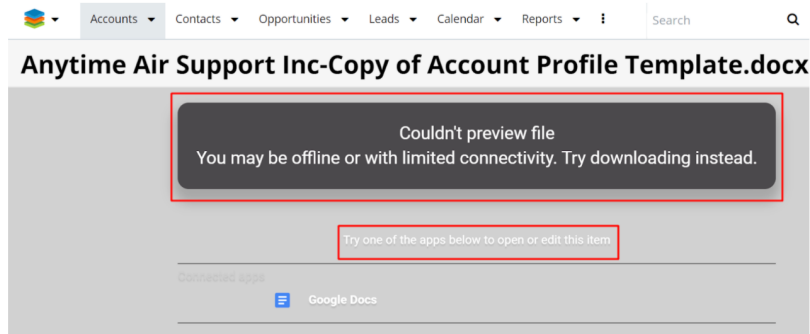 Accounts Contacts Opportunities Leads Calendar Reports Search
Anytime Air Support Inc-Copy of Account Profile Template.docx
Couldn't preview file
You may be offline or with limited connectivity. Try downloading instead.
Try one of the apps below to open or edit this item
Connected apps
Google Docs